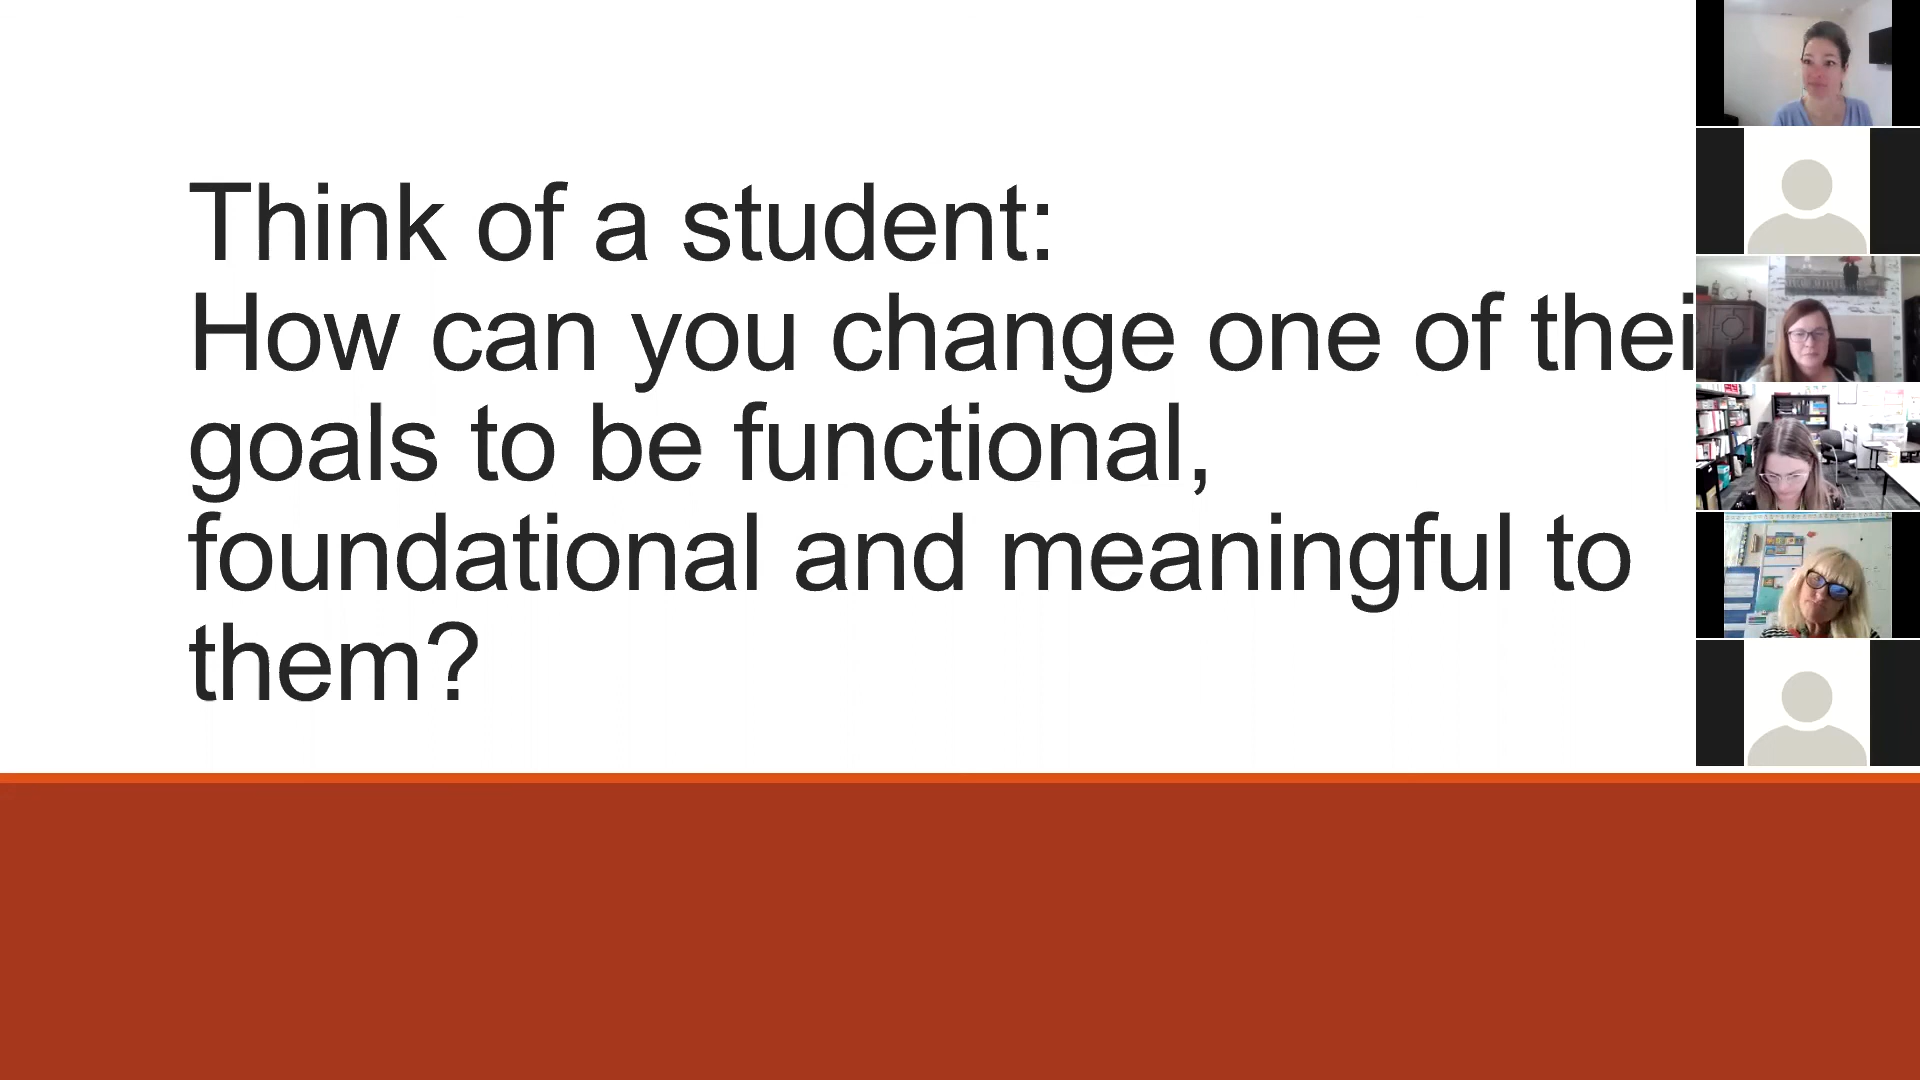 Think of a student:
How can you change one of thei
goals to be functional,
foundational and meaningful to
them?